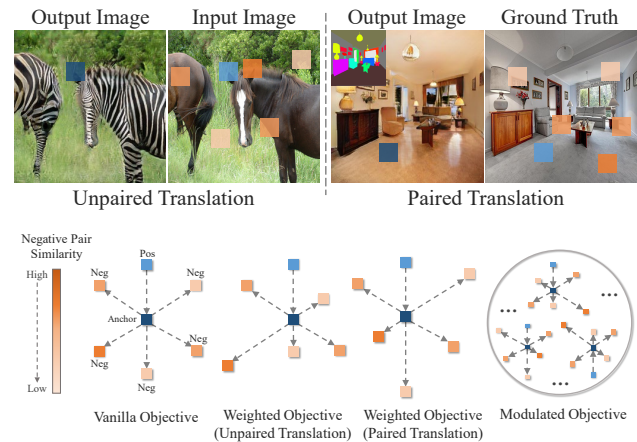 Output Image
Input Image
Output Image
Ground Truth
Unpaired Translation
Paired Translation
Negative Pair
Similarity
High
Low
Pos
Neg
Neg
Anchor
Neg
Neg
Neg
Vanilla Objective
Weighted Objective
(Unpaired Translation)
Weighted Objective
(Paired Translation)
Modulated Objective